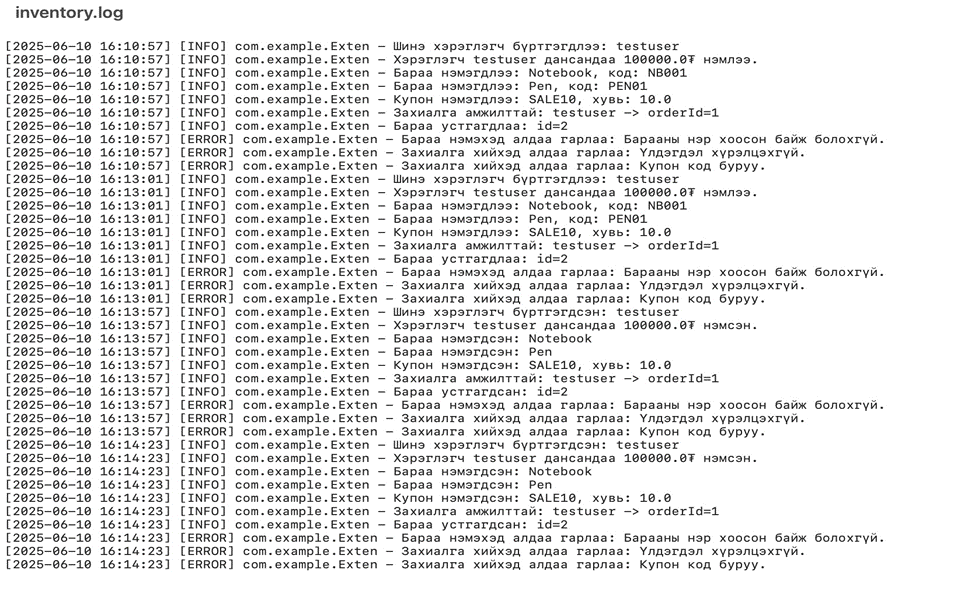 inventory.log
[2025-06-10 16:10:57] [INFO] com.example.Exten – Шинэ хэрэглэгч бүртгэгдлээ: testuser
[2025-06-10 16:10:57] [INFO] com.example.Exten – Хэрэглэгч testuser дансандаа 100000.0₮ нэмлээ.
[2025-06-10 16:10:57] [INFO] com.example.Exten – Бараа нэмэгдлээ: Notebook, код: NB001
[2025-06-10 16:10:57] [INFO] com.example.Exten – Бараа нэмэгдлээ: Pen, код: PEN01
[2025-06-10 16:10:57] [INFO] com.example.Exten – Купон нэмэгдлээ: SALE10, хувь: 10.0
[2025-06-10 16:10:57] [INFO] com.example.Exten – Захиалга амжилттай: testuser –> orderId=1
[2025-06-10 16:10:57] [INFO] com.example.Exten – Бараа устгагдлаа: id=2
[2025-06-10 16:10:57] [ERROR] com.example.Exten – Бараа нэмэхэд алдаа гарлаа: Барааны нэр хоосон байж болохгүй.
[2025-06-10 16:10:57] [ERROR] com.example.Exten – Захиалга хийхэд алдаа гарлаа: Үлдэгдэл хүрэлцэхгүй.
[2025-06-10 16:10:57] [ERROR] com.example.Exten – Захиалга хийхэд алдаа гарлаа: Купон код буруу.
[2025-06-10 16:13:01] [INFO] com.example.Exten – Шинэ хэрэглэгч бүртгэгдлээ: testuser
[2025-06-10 16:13:01] [INFO] com.example.Exten – Хэрэглэгч testuser дансандаа 100000.0₮ нэмлээ.
[2025-06-10 16:13:01] [INFO] com.example.Exten – Бараа нэмэгдлээ: Notebook, код: NB001
[2025-06-10 16:13:01] [INFO] com.example.Exten – Бараа нэмэгдлээ: Pen, код: PEN01
[2025-06-10 16:13:01] [INFO] com.example.Exten – Купон нэмэгдлээ: SALE10, хувь: 10.0
[2025-06-10 16:13:01] [INFO] com.example.Exten – Захиалга амжилттай: testuser –> orderId=1
[2025-06-10 16:13:01] [INFO] com.example.Exten – Бараа устгагдлаа: id=2
[2025-06-10 16:13:01] [ERROR] com.example.Exten – Бараа нэмэхэд алдаа гарлаа: Барааны нэр хоосон байж болохгүй.
[2025-06-10 16:13:01] [ERROR] com.example.Exten – Захиалга хийхэд алдаа гарлаа: Үлдэгдэл хүрэлцэхгүй.
[2025-06-10 16:13:01] [ERROR] com.example.Exten – Захиалга хийхэд алдаа гарлаа: Купон код буруу.
[2025-06-10 16:13:57] [INFO] com.example.Exten – Шинэ хэрэглэгч бүртгэгдсэн: testuser
[2025-06-10 16:13:57] [INFO] com.example.Exten – Хэрэглэгч testuser дансандаа 100000.0₮ нэмсэн.
[2025-06-10 16:13:57] [INFO] com.example.Exten – Бараа нэмэгдсэн: Notebook
[2025-06-10 16:13:57] [INFO] com.example.Exten – Бараа нэмэгдсэн: Pen
[2025-06-10 16:13:57] [INFO] com.example.Exten – Купон нэмэгдсэн: SALE10, хувь: 10.0
[2025-06-10 16:13:57] [INFO] com.example.Exten – Захиалга амжилттай: testuser –> orderId=1
[2025-06-10 16:13:57] [INFO] com.example.Exten – Бараа устгагдсан: id=2
[2025-06-10 16:13:57] [ERROR] com.example.Exten – Бараа нэмэхэд алдаа гарлаа: Барааны нэр хоосон байж болохгүй.
[2025-06-10 16:13:57] [ERROR] com.example.Exten – Захиалга хийхэд алдаа гарлаа: Үлдэгдэл хүрэлцэхгүй.
[2025-06-10 16:13:57] [ERROR] com.example.Exten – Захиалга хийхэд алдаа гарлаа: Купон код буруу.
[2025-06-10 16:14:23] [INFO] com.example.Exten – Шинэ хэрэглэгч бүртгэгдсэн: testuser
[2025-06-10 16:14:23] [INFO] com.example.Exten – Хэрэглэгч testuser дансандаа 100000.0₮ нэмсэн.
[2025-06-10 16:14:23] [INFO] com.example.Exten – Бараа нэмэгдсэн: Notebook
[2025-06-10 16:14:23] [INFO] com.example.Exten – Бараа нэмэгдсэн: Pen
[2025-06-10 16:14:23] [INFO] com.example.Exten – Купон нэмэгдсэн: SALE10, хувь: 10.0
[2025-06-10 16:14:23] [INFO] com.example.Exten – Захиалга амжилттай: testuser –> orderId=1
[2025-06-10 16:14:23] [INFO] com.example.Exten – Бараа устгагдсан: id=2
[2025-06-10 16:14:23] [ERROR] com.example.Exten – Бараа нэмэхэд алдаа гарлаа: Барааны нэр хоосон байж болохгүй.
[2025-06-10 16:14:23] [ERROR] com.example.Exten – Захиалга хийхэд алдаа гарлаа: Үлдэгдэл хүрэлцэхгүй.
[2025-06-10 16:14:23] [ERROR] com.example.Exten – Захиалга хийхэд алдаа гарлаа: Купон код буруу.